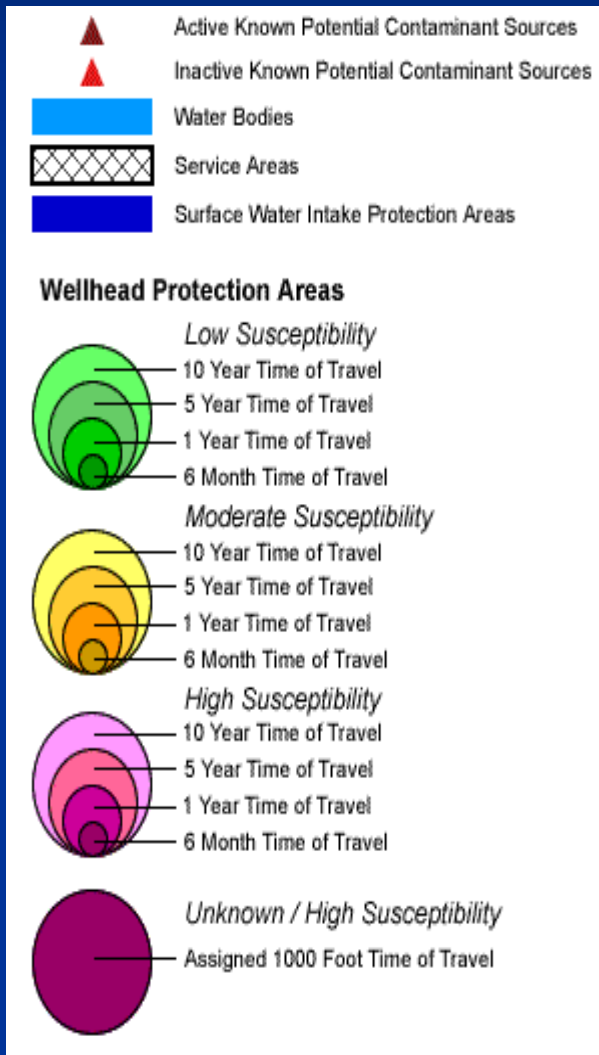 Active Known Potential Contaminant Sources
Inactive Known Potential Contaminant Sources
Water Bodies
Service Areas
Surface Water Intake Protection Areas
Wellhead Protection Areas
Low Susceptibility
10 Year Time of Travel
5 Year Time of Travel
1 Year Time of Travel
6 Month Time of Travel
Moderate Susceptibility
10 Year Time of Travel
5 Year Time of Travel
1 Year Time of Travel
6 Month Time of Travel
High Susceptibility
10 Year Time of Travel
5 Year Time of Travel
1 Year Time of Travel
6 Month Time of Travel
Unknown / High Susceptibility
Assigned 1000 Foot Time of Travel